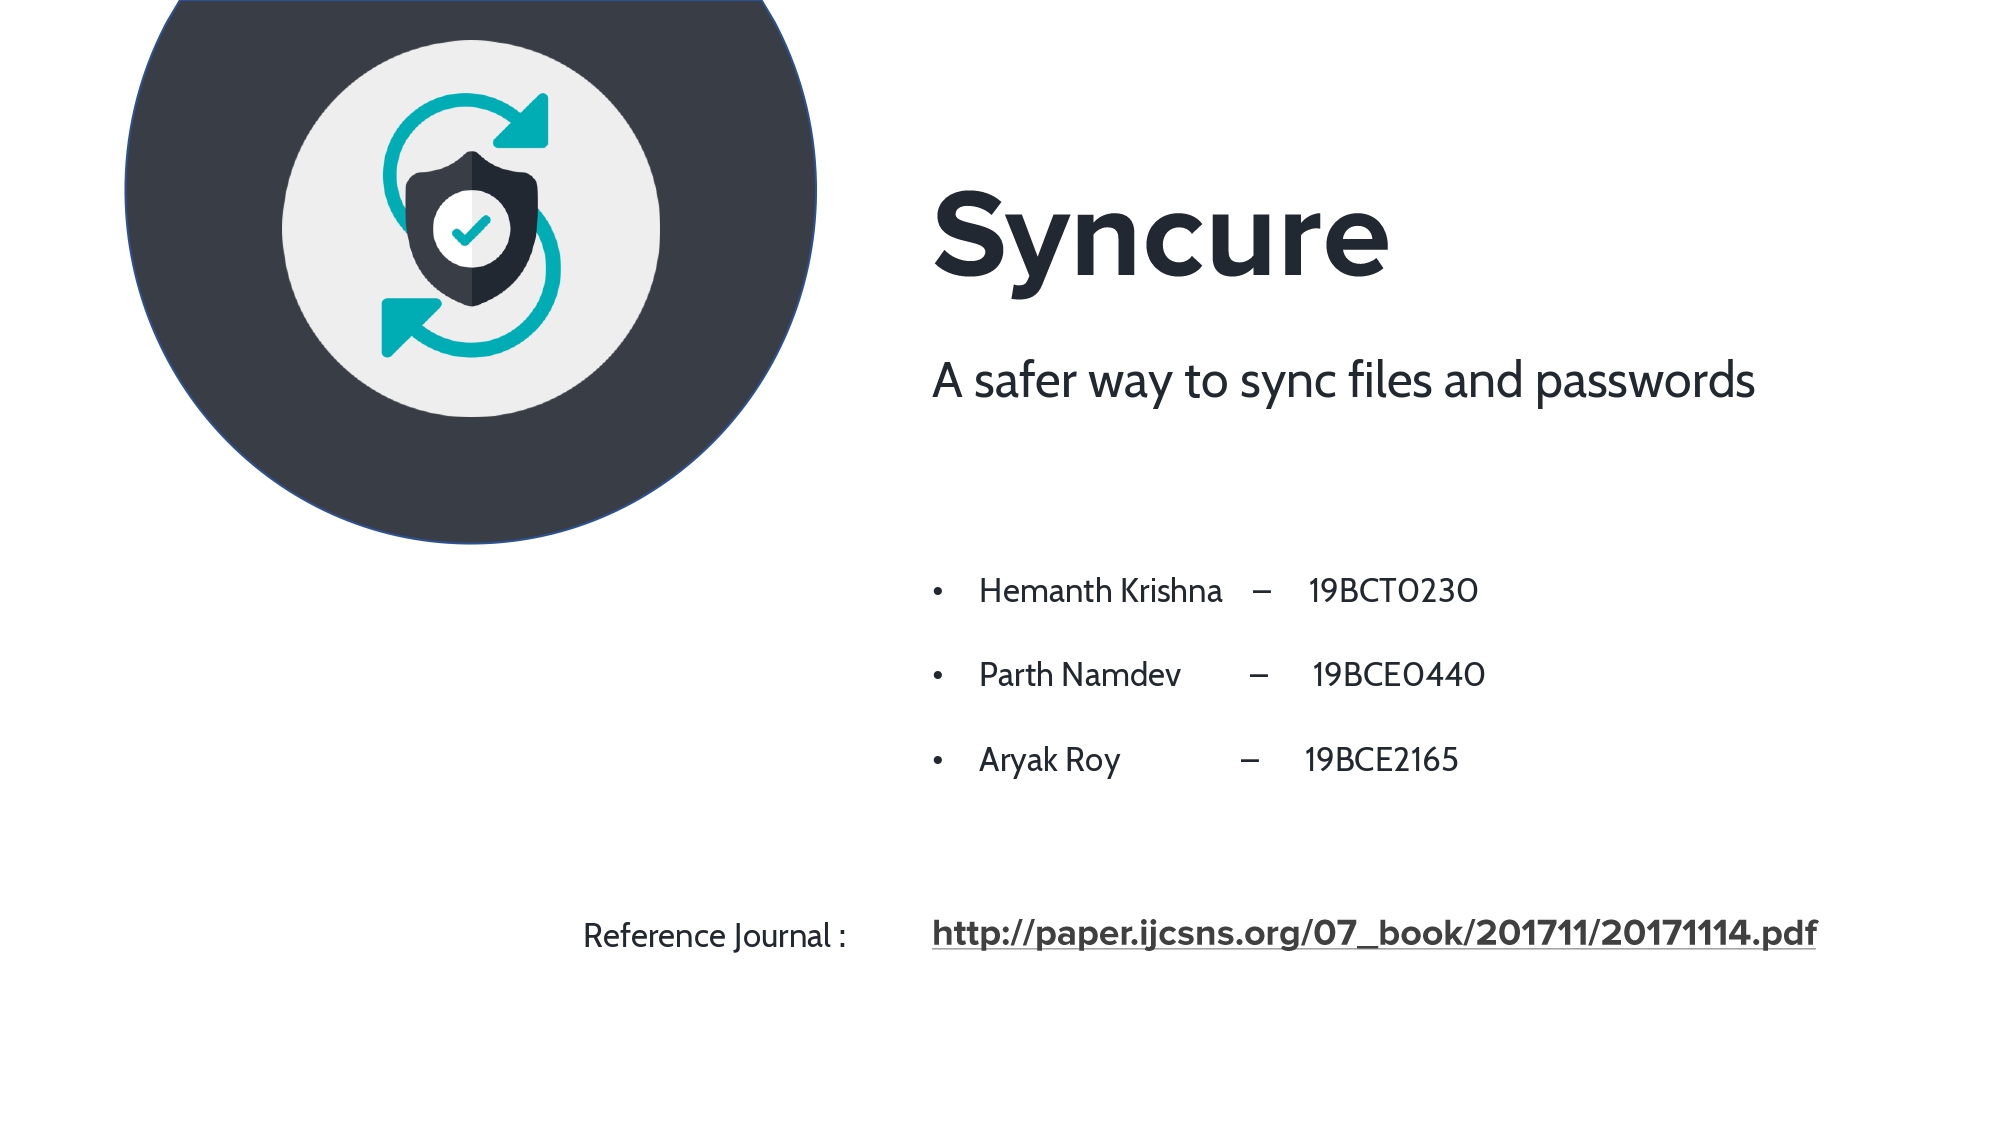 Syncure
A safer way to sync files and passwords
• Hemanth Krishna – 19BCT0230
• Parth Namdev – 19BCE0440
• Aryak Roy – 19BCE2165
Reference Journal : http://paper.ijcsns.org/07_book/201711/20171114.pdf